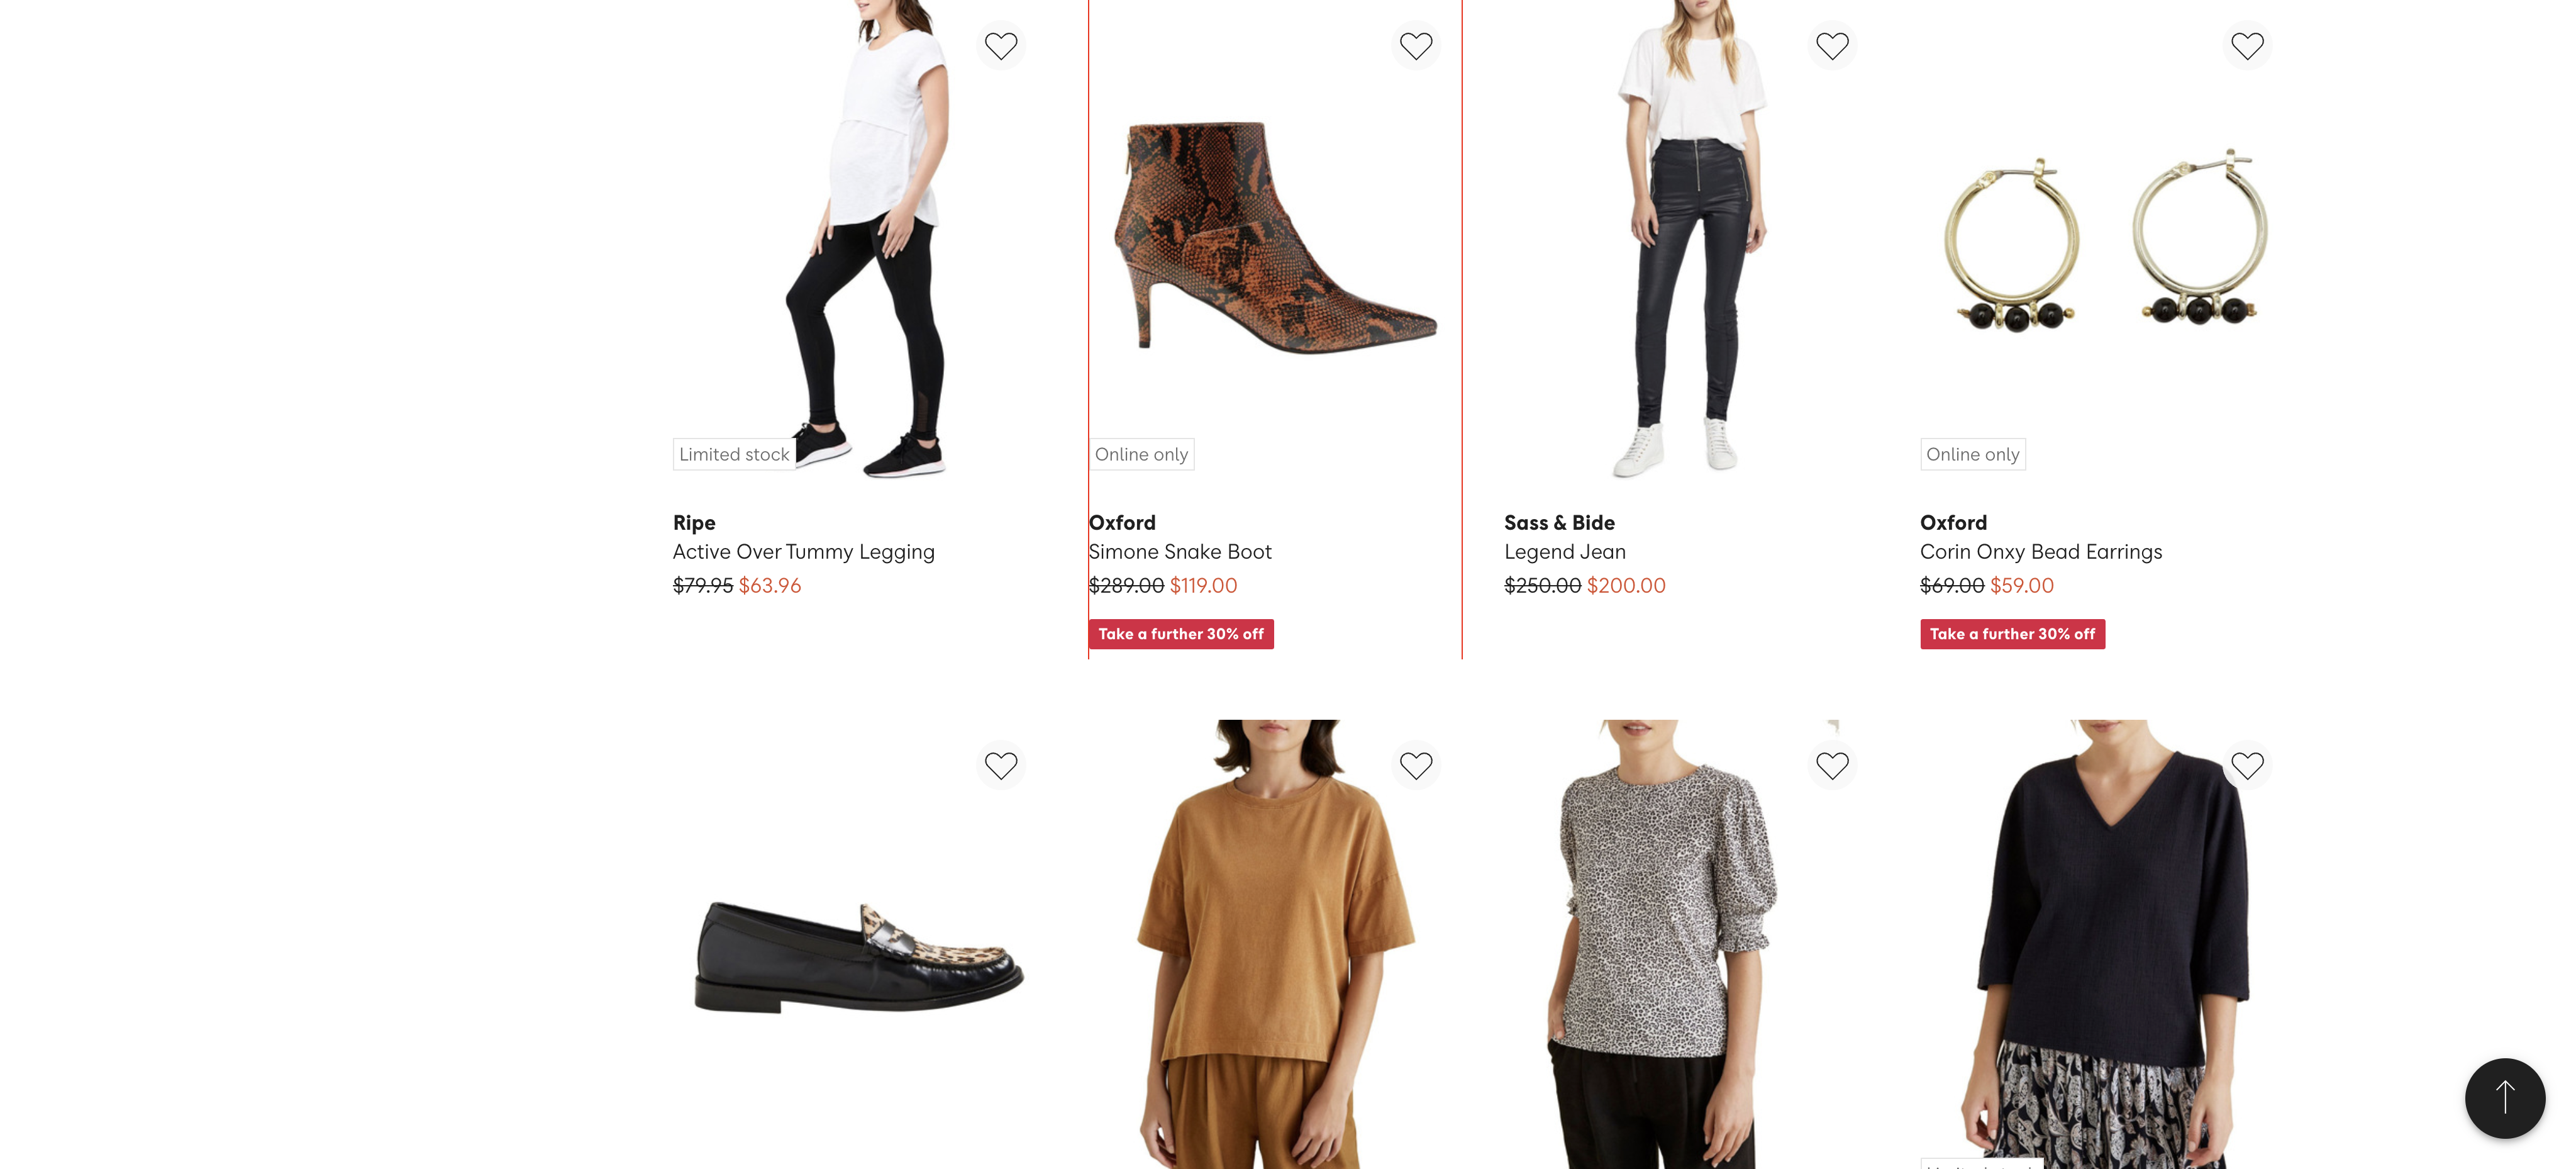 Limited stock
Online only
Online only
Ripe
Active Over Tummy Legging
$79.95 $63.96
Oxford
Simone Snake Boot
$289.00 $119.00
Take a further 30% off
Sass & Bide
Legend Jean
$250.00 $200.00
Oxford
Corin Onxy Bead Earrings
$69.00 $59.00
Take a further 30% off